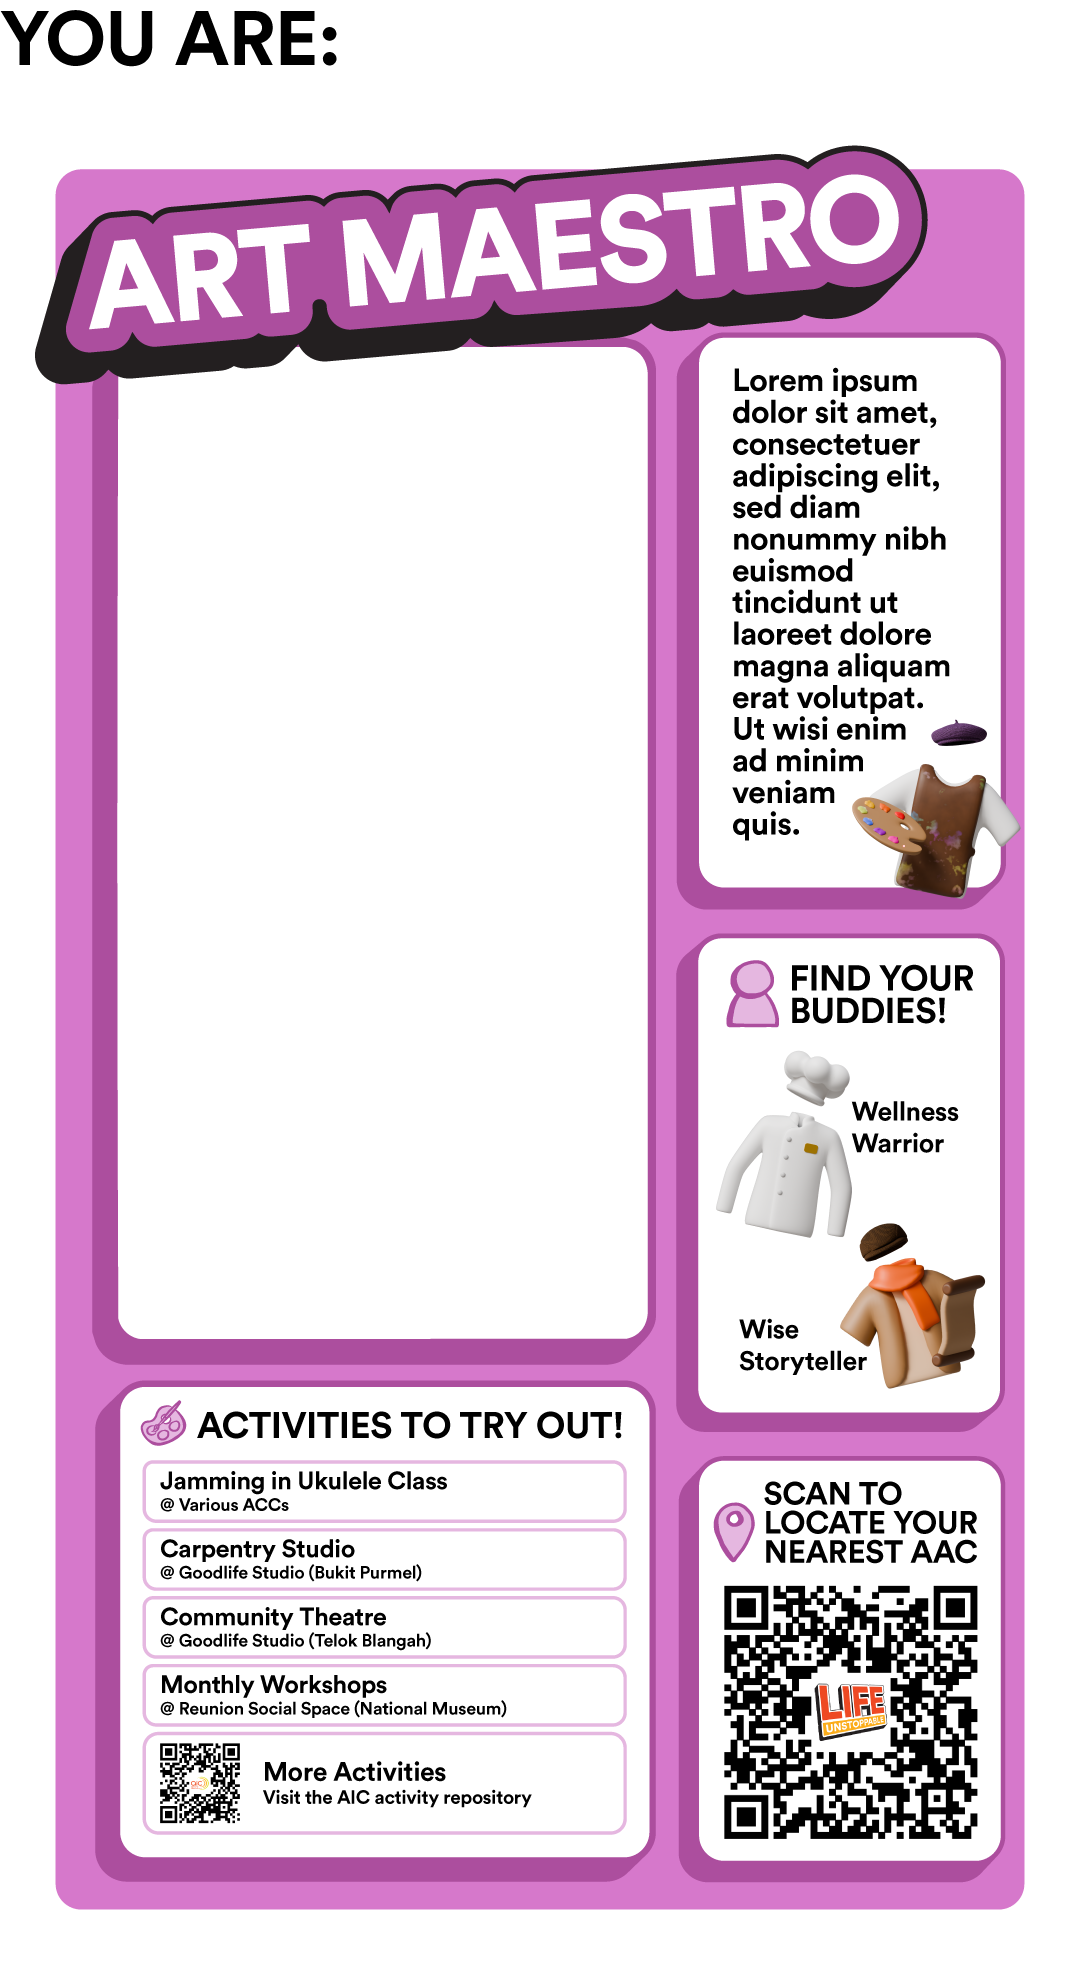 YOU ARE:
ART MAESTRO
Lorem ipsum
dolor sit amet,
consectetuer
adipiscing elit,
sed diam
nonummy nibh
euismod
tincidunt ut
laoreet dolore
magna aliquam
erat volutpat.
Ut wisi enim
ad minim
veniam
quis.
FIND YOUR
BUDDIES!
Wellness
Warrior
Wise
Storyteller
ACTIVITIES TO TRY OUT!
Jamming in Ukulele Class
@ Various ACCs
Carpentry Studio
@ Goodlife Studio (Bukit Purmel)
Community Theatre
@ Goodlife Studio (Telok Blangah)
Monthly Workshops
@ Reunion Social Space (National Museum)
AIC
More Activities
Visit the AIC activity repository
SCAN TO
LOCATE YOUR
NEAREST AAC
LIFE
UNSTOPPABLE